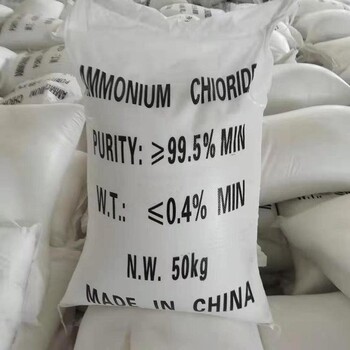 AMMONIUM CHIORIDE
PURITY: ≥99.5% MIN
W.T.: ≤0.4% MIN
N.W. 50kg
MADE IN CHINA